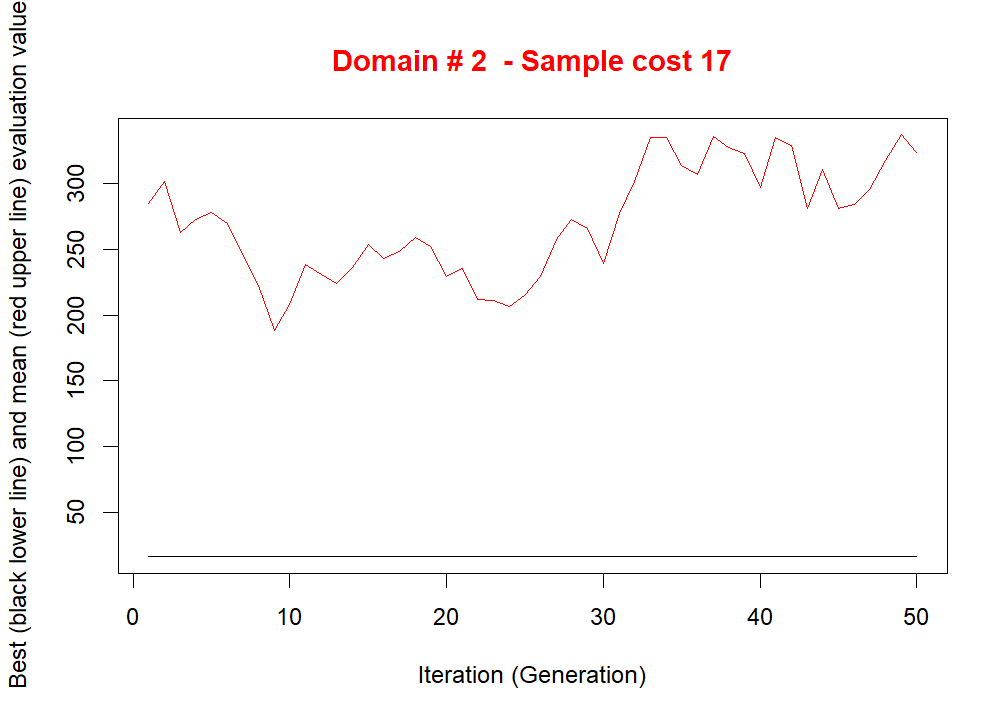 Domain # 2  - Sample cost 17
Best (black lower line) and mean (red upper line) evaluation value
300
250
200
150
100
50
0 10 20 30 40 50
Iteration (Generation)